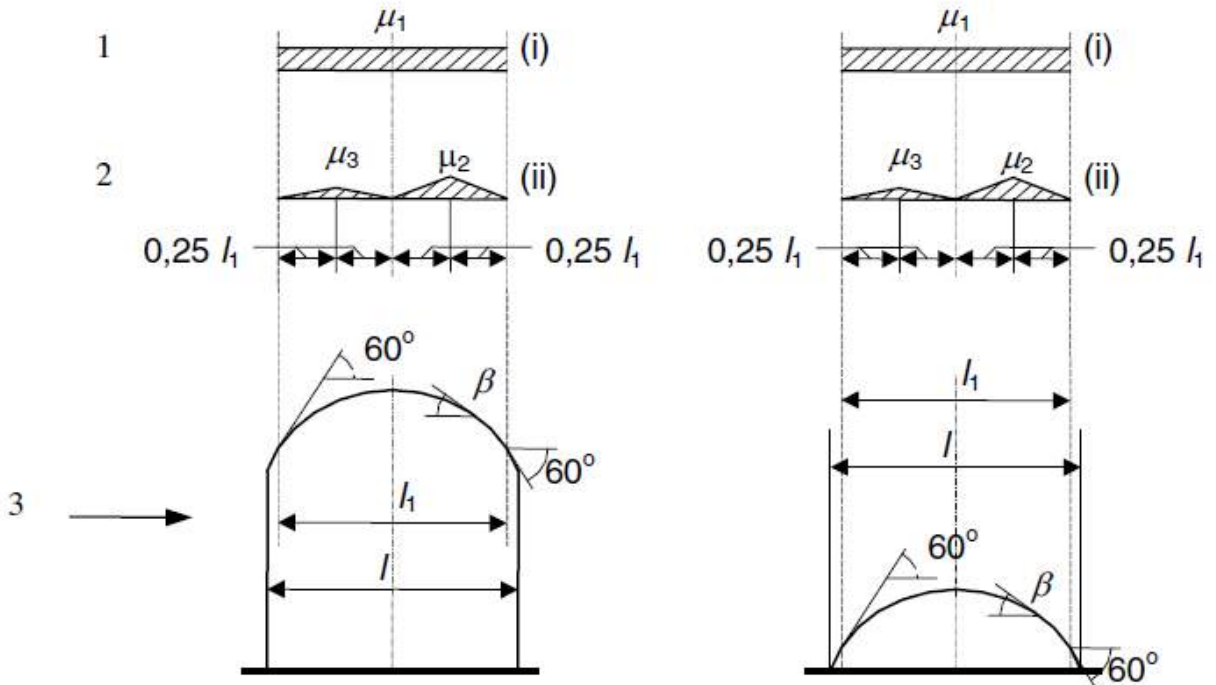 μ1 μ1
1 (i) (i)
μ3 μ2 μ3 μ2
2 (ii) (ii)
0,25 l1 0,25 l1 0,25 l1 0,25 l1
60° β l1
l
60°
3 l1
60° β
l
60°